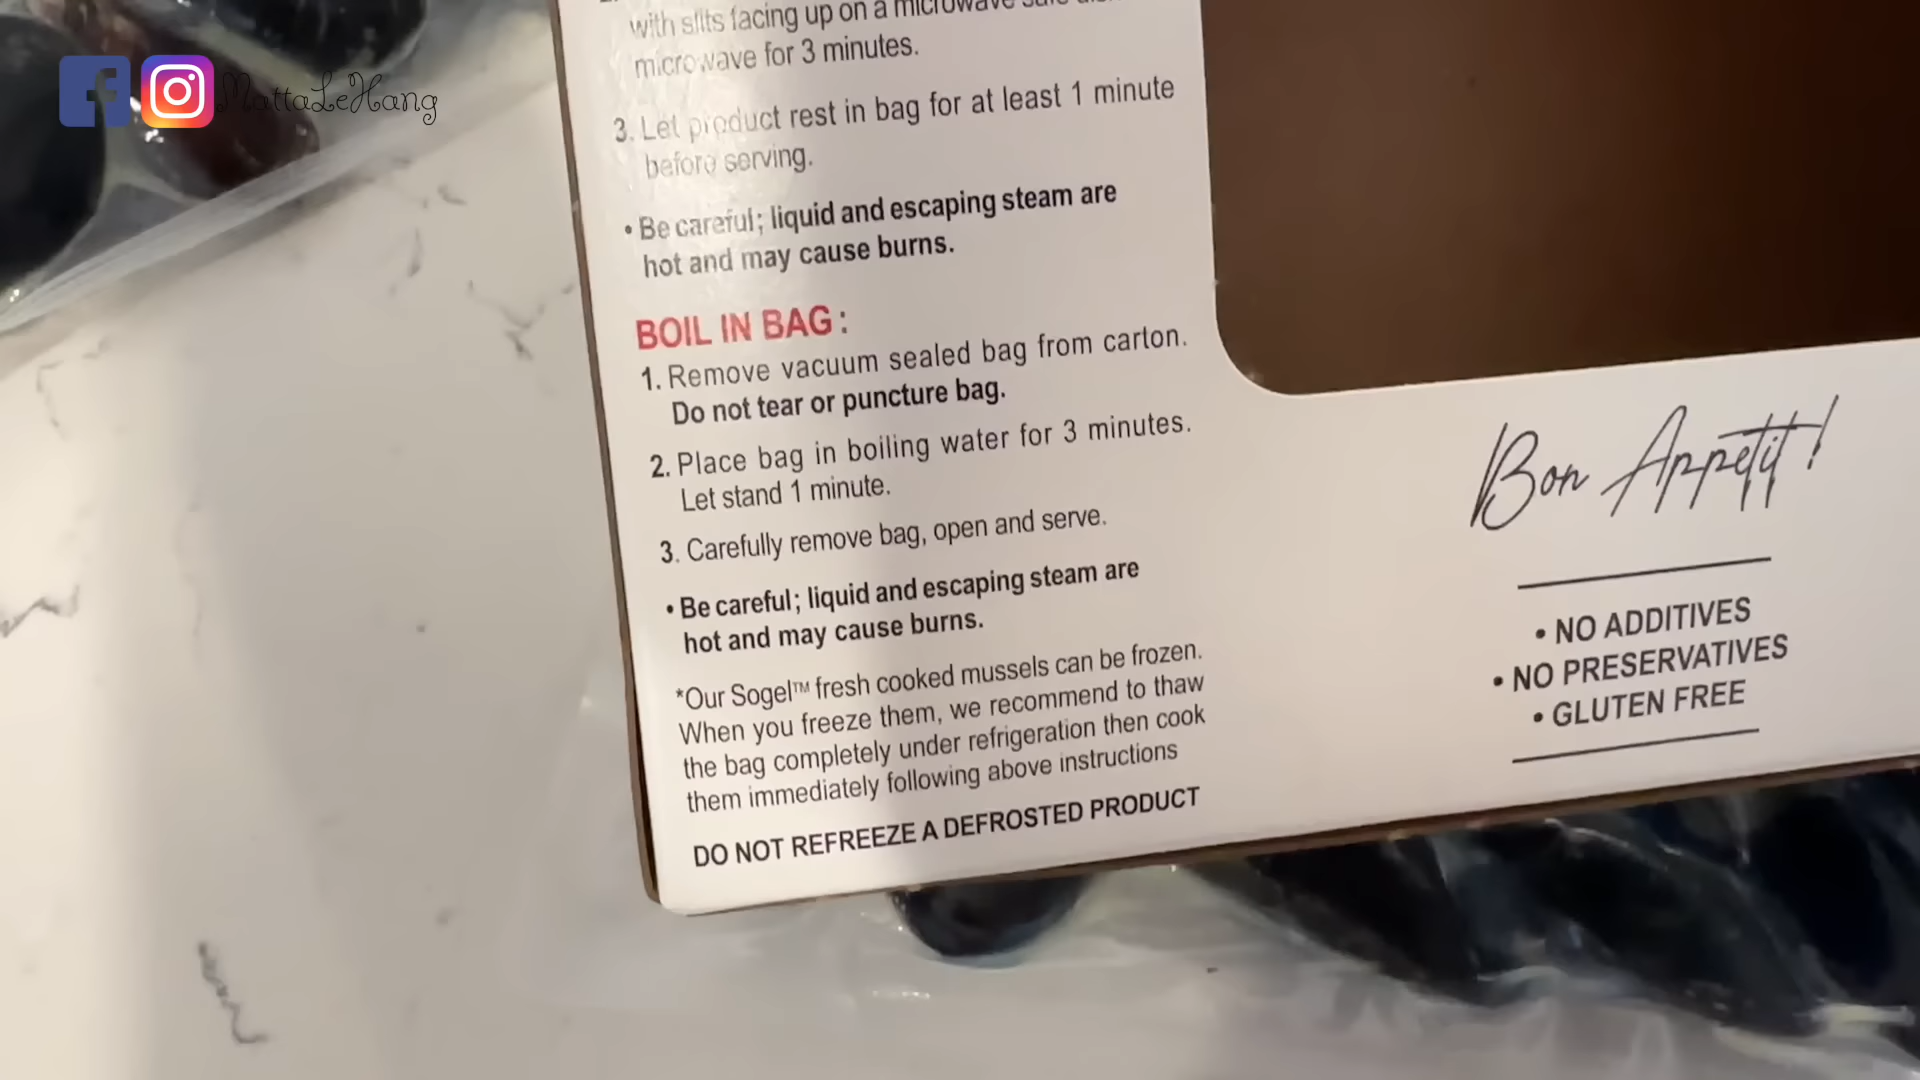 MattaLeHang
with slits facing up on a microwave safe
microwave for 3 minutes.
3. Let product rest in bag for at least 1 minute
before serving.
• Be careful; liquid and escaping steam are
hot and may cause burns.
BOIL IN BAG:
1. Remove vacuum sealed bag from carton.
Do not tear or puncture bag.
2. Place bag in boiling water for 3 minutes.
Let stand 1 minute.
3. Carefully remove bag, open and serve.
• Be careful; liquid and escaping steam are
hot and may cause burns.
*Our Sogel™ fresh cooked mussels can be frozen.
When you freeze them, we recommend to thaw
the bag completely under refrigeration then cook
them immediately following above instructions
DO NOT REFREEZE A DEFROSTED PRODUCT
Bon Appetit!
• NO ADDITIVES
• NO PRESERVATIVES
• GLUTEN FREE